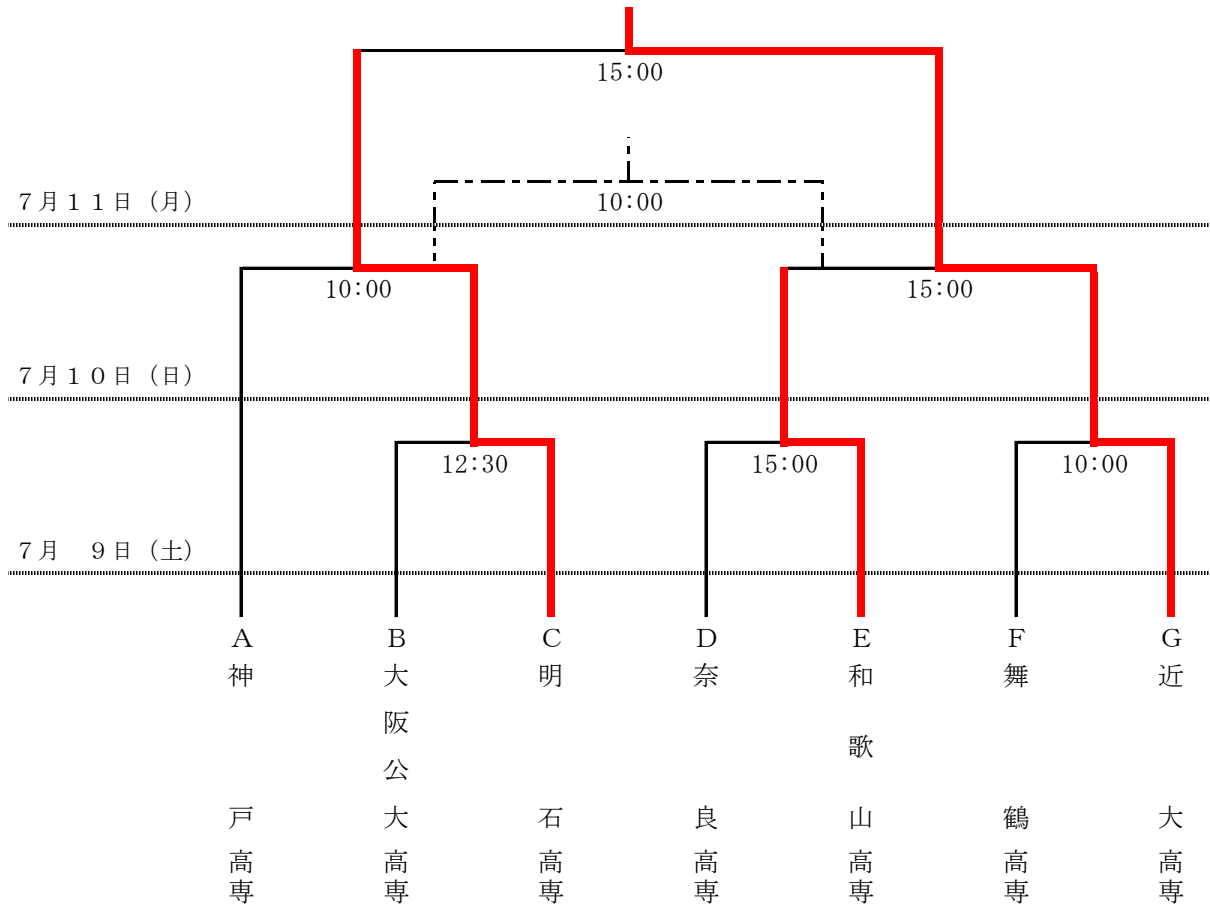 15:00
7月11日（月）
10:00
10:00
15:00
7月10日（日）
12:30
15:00
10:00
7月　9日（土）
A
B
C
D
E
F
G
神戸高専
大阪公大高専
明石高専
奈良高専
和歌山高専
舞鶴高専
近大高専